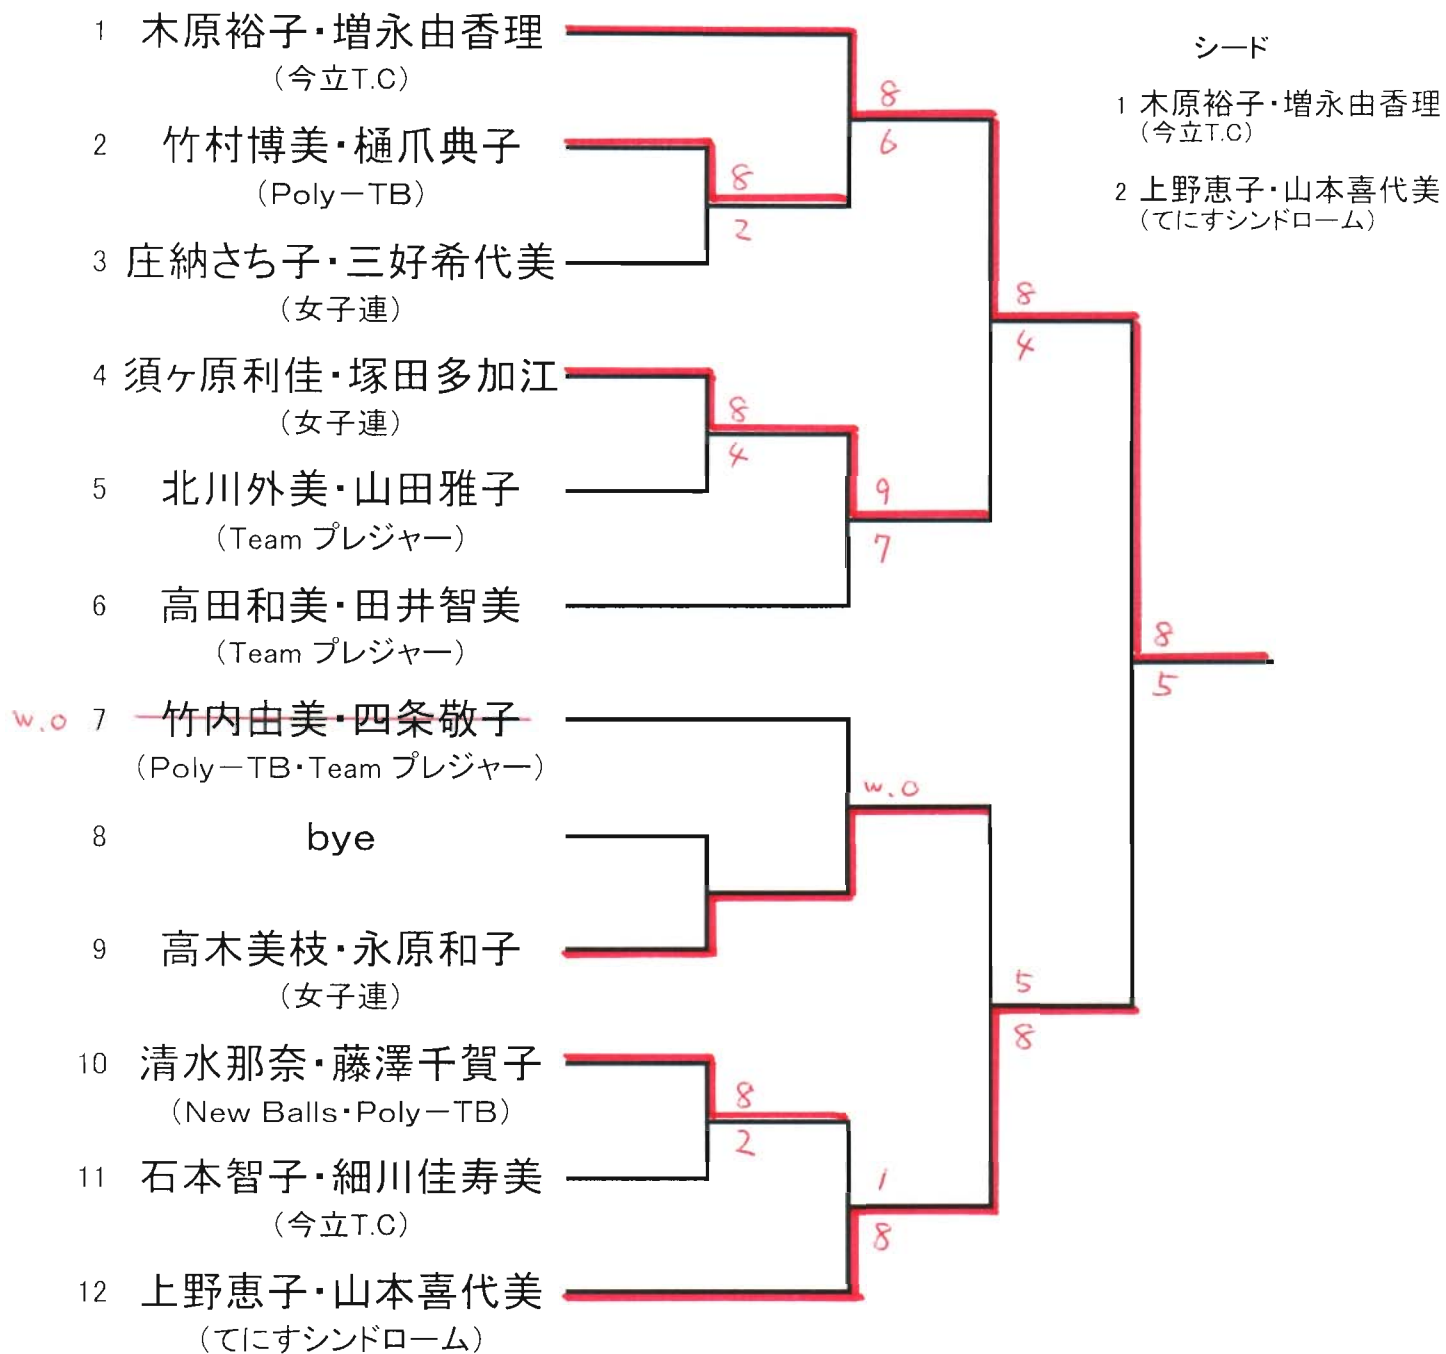 1 木原裕子・増永由香理
(今立T.C)
2 竹村博美・樋爪典子
(Poly－TB)
3 庄納さち子・三好希代美
(女子連)
4 須ヶ原利佳・塚田多加江
(女子連)
5 北川外美・山田雅子
(Team プレジャー)
6 高田和美・田井智美
(Team プレジャー)
w.o 7 竹内由美・四条敬子
(Poly－TB・Team プレジャー)
8 bye
9 高木美枝・永原和子
(女子連)
10 清水那奈・藤澤千賀子
(New Balls・Poly－TB)
11 石本智子・細川佳寿美
(今立T.C)
12 上野恵子・山本喜代美
(てにすシンドローム)
8
2
8
4
8
2
8
6
9
7
w.o
1
8
8
4
5
8
8
5
シード
1 木原裕子・増永由香理
(今立T.C)
2 上野恵子・山本喜代美
(てにすシンドローム)